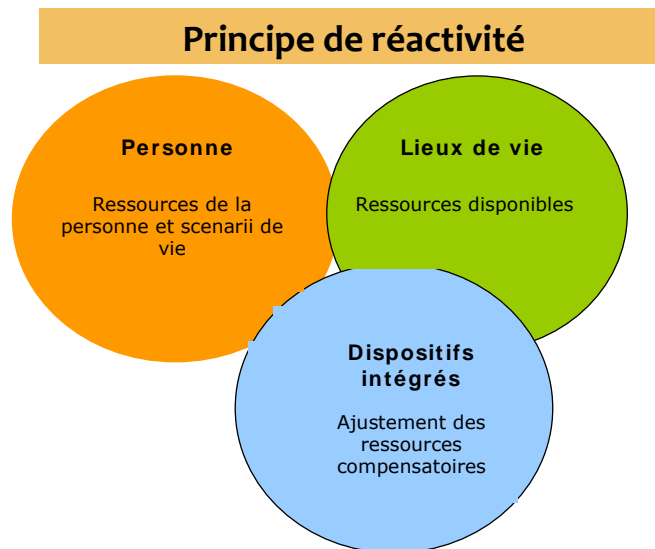 Principe de réactivité
Personne
Ressources de la
personne et scenarii de
vie
Lieux de vie
Ressources disponibles
Dispositifs
intégrés
Ajustement des
ressources
compensatoires